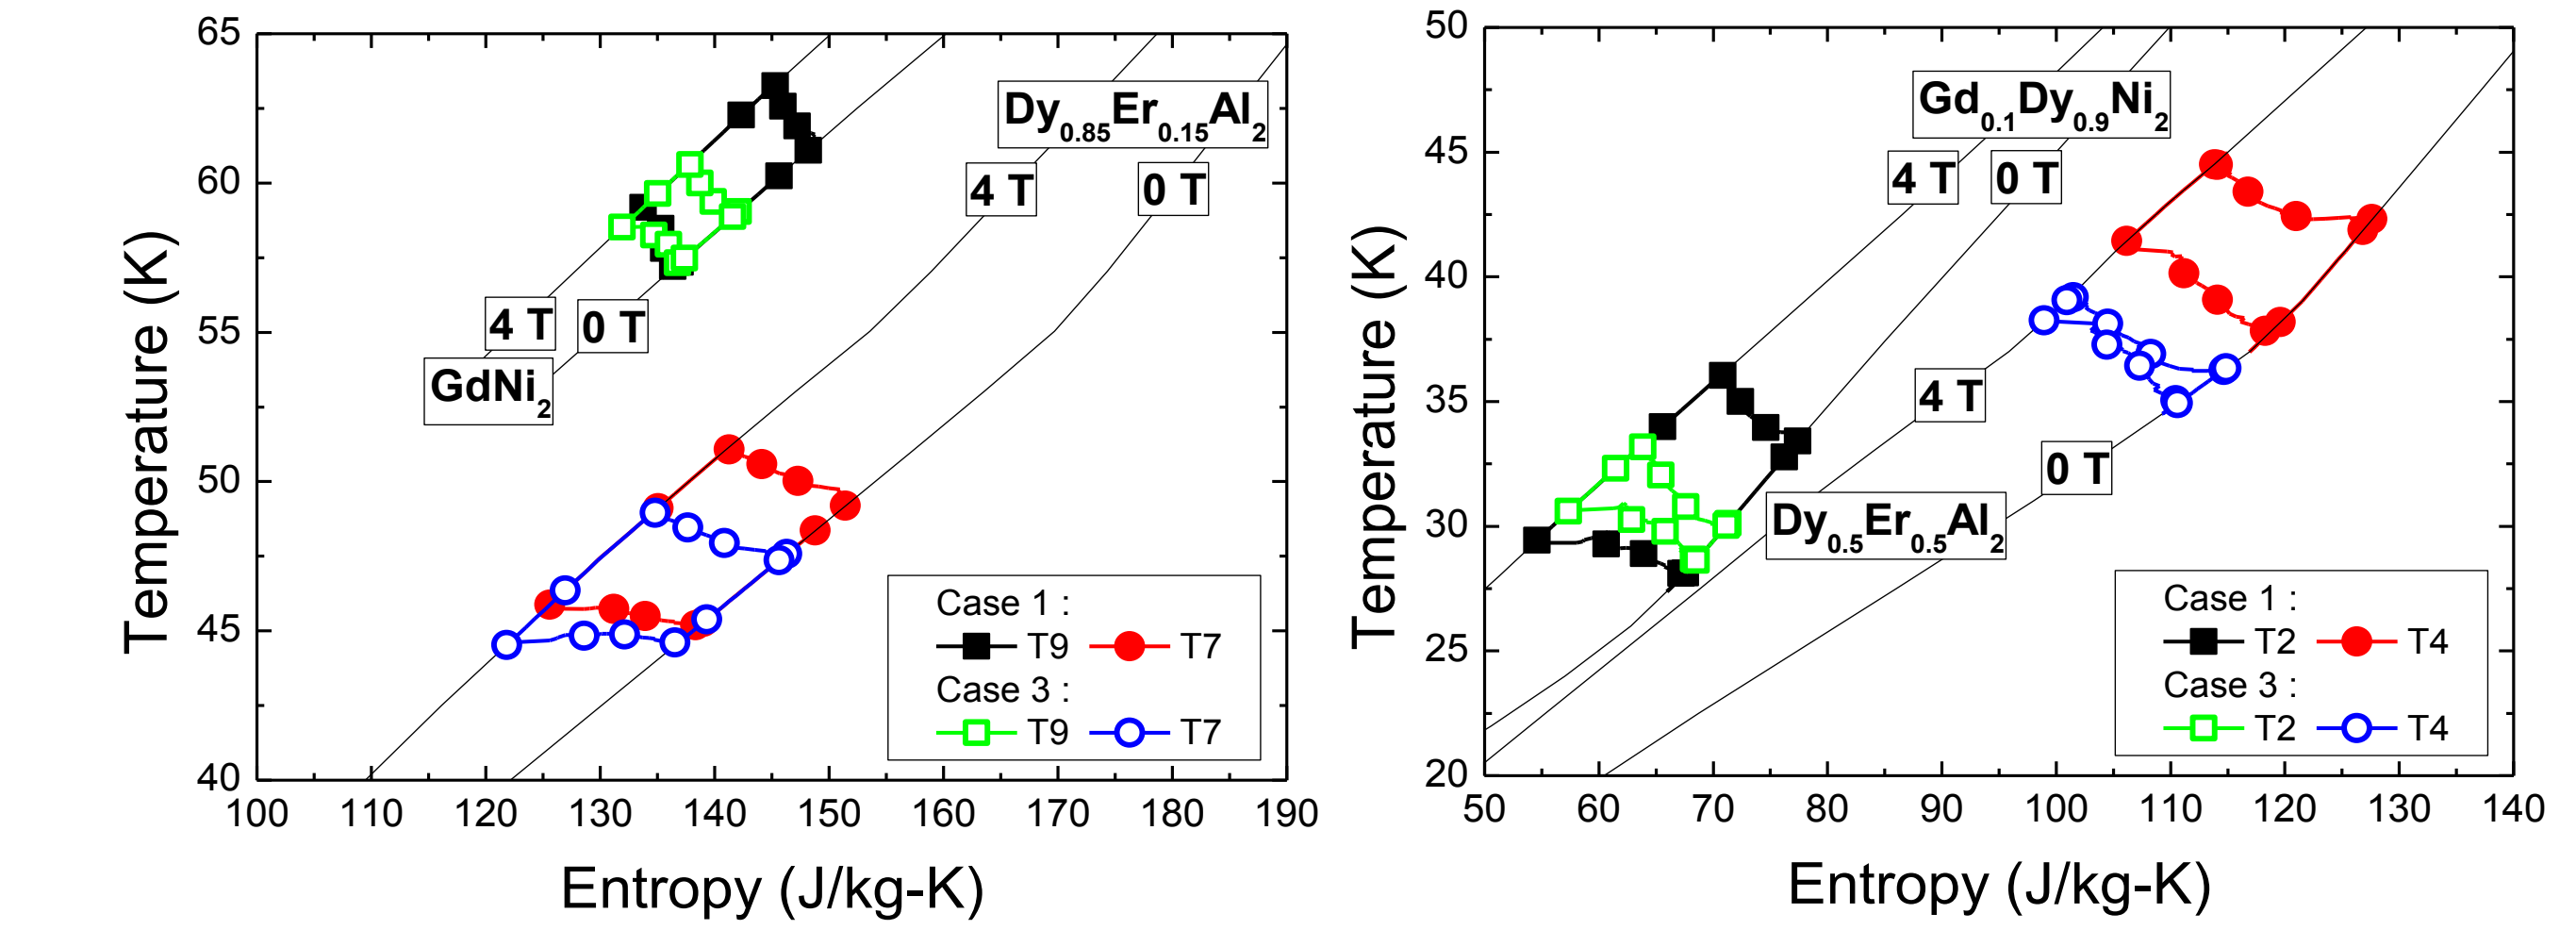 65
60
55
50
45
40
100 110 120 130 140 150 160 170 180 190
Temperature (K)
Entropy (J/kg-K)
Dy0.85Er0.15Al2
4 T
0 T
4 T
0 T
GdNi2
Case 1 :
T9 T7
Case 3 :
T9 T7
50
45
40
35
30
25
20
50 60 70 80 90 100 110 120 130 140
Temperature (K)
Entropy (J/kg-K)
Gd0.1Dy0.9Ni2
4 T
0 T
4 T
0 T
Dy0.5Er0.5Al2
Case 1 :
T2 T4
Case 3 :
T2 T4